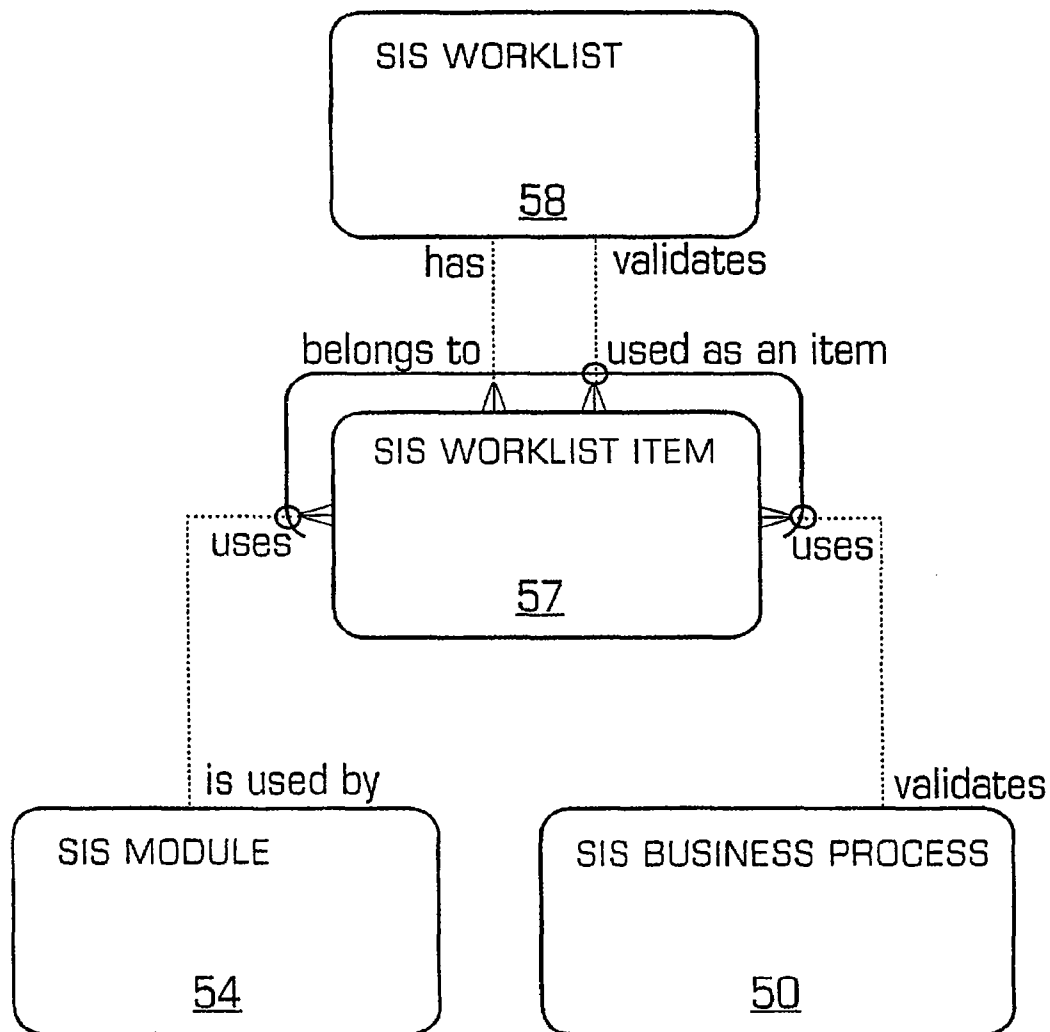 SIS WORKLIST
58
has
validates
belongs to
used as an item
SIS WORKLIST ITEM
uses
uses
57
is used by
validates
SIS MODULE
SIS BUSINESS PROCESS
54
50